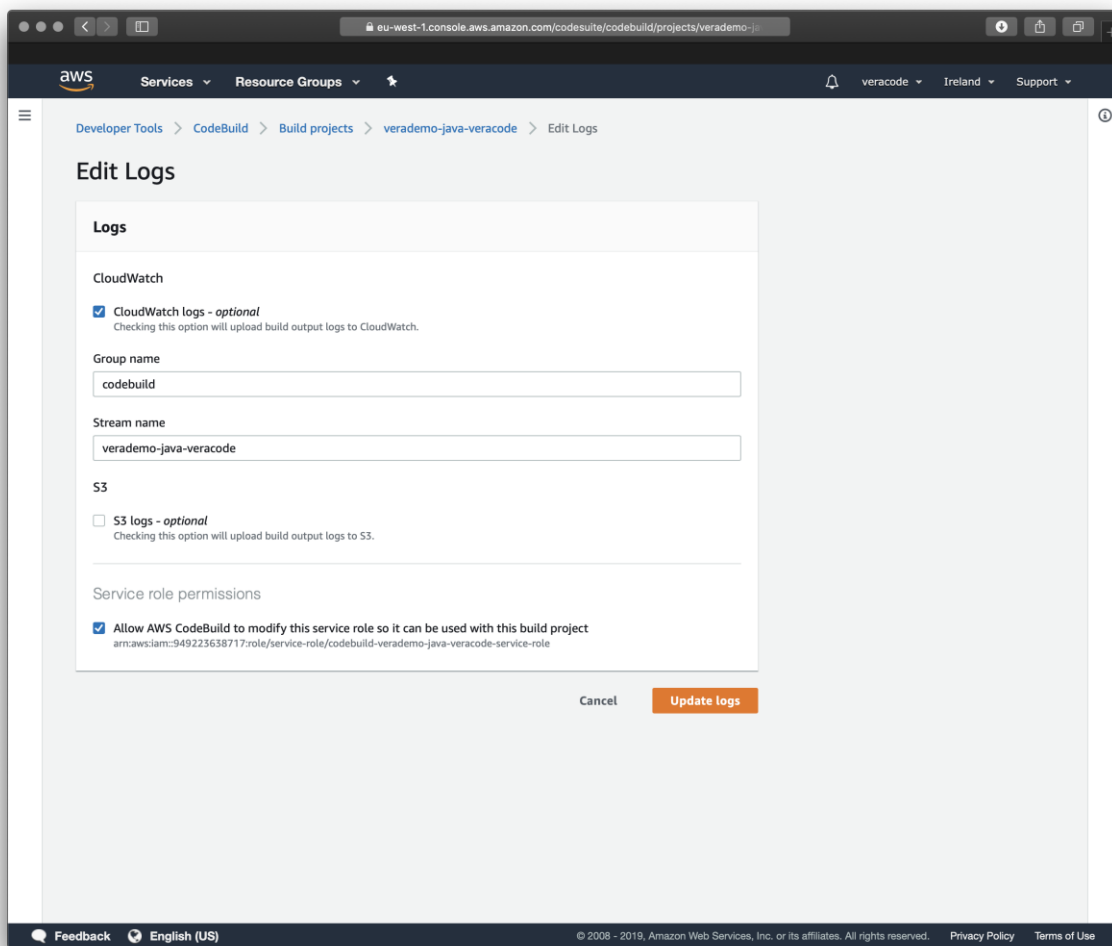 eu-west-1.console.aws.amazon.com/codesuite/codebuild/projects/verademo-ja
aws Services Resource Groups veracode Ireland Support
Developer Tools > CodeBuild > Build projects > verademo-java-veracode > Edit Logs
Edit Logs
Logs
CloudWatch
CloudWatch logs - optional
Checking this option will upload build output logs to CloudWatch.
Group name
codebuild
Stream name
verademo-java-veracode
S3
S3 logs - optional
Checking this option will upload build output logs to S3.
Service role permissions
Allow AWS CodeBuild to modify this service role so it can be used with this build project
arn:aws:iam::949223638717:role/service-role/codebuild-verademo-java-veracode-service-role
Cancel Update logs
Feedback English (US) © 2008 - 2019, Amazon Web Services, Inc. or its affiliates. All rights reserved. Privacy Policy Terms of Use